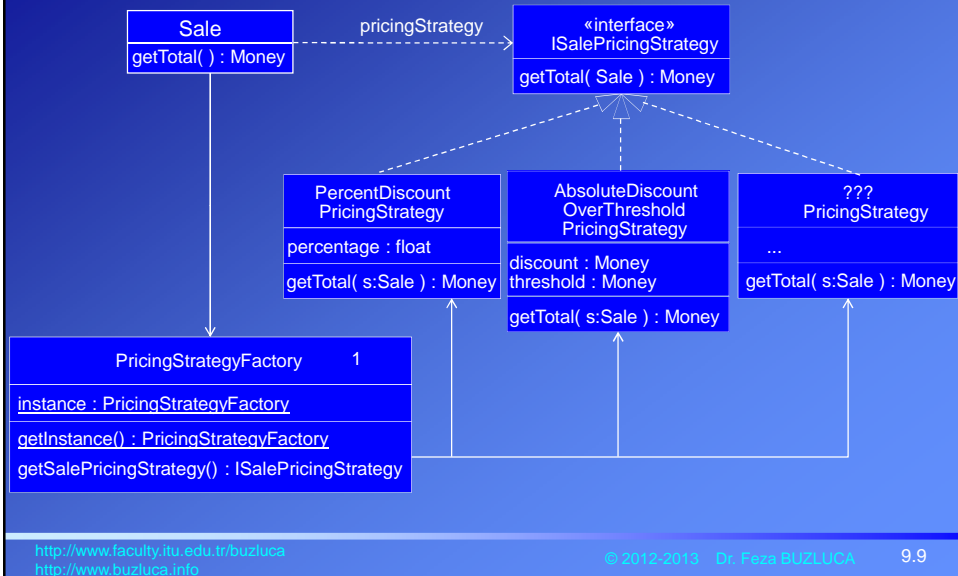 Sale
getTotal( ) : Money
pricingStrategy
«interface»
ISalePricingStrategy
getTotal( Sale ) : Money
PercentDiscount
PricingStrategy
percentage : float
getTotal( s:Sale ) : Money
AbsoluteDiscount
OverThreshold
PricingStrategy
discount : Money
threshold : Money
getTotal( s:Sale ) : Money
???
PricingStrategy
...
getTotal( s:Sale ) : Money
PricingStrategyFactory 1
instance : PricingStrategyFactory
getInstance() : PricingStrategyFactory
getSalePricingStrategy() : ISalePricingStrategy
http://www.faculty.itu.edu.tr/buzluca
http://www.buzluca.info
© 2012-2013 Dr. Feza BUZLUCA 9.9